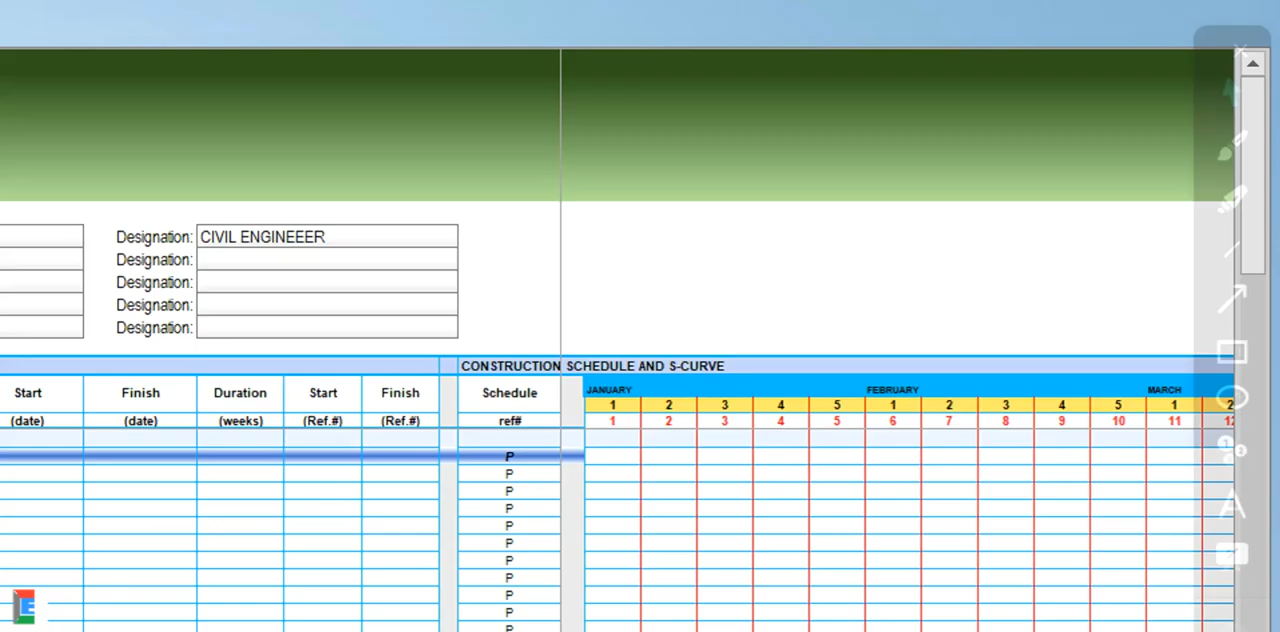 Designation: CIVIL ENGINEEER
Designation:
Designation:
Designation:
Designation:
CONSTRUCTION SCHEDULE AND S-CURVE
Start Finish Duration Start Finish Schedule JANUARY FEBRUARY MARCH
1 2 3 4 5 1 2 3 4 5 1 2
(date) (date) (weeks) (Ref.#) (Ref.#) ref# 1 2 3 4 5 6 7 8 9 10 11 12
P
P
P
P
P
P
P
P
P
P
P